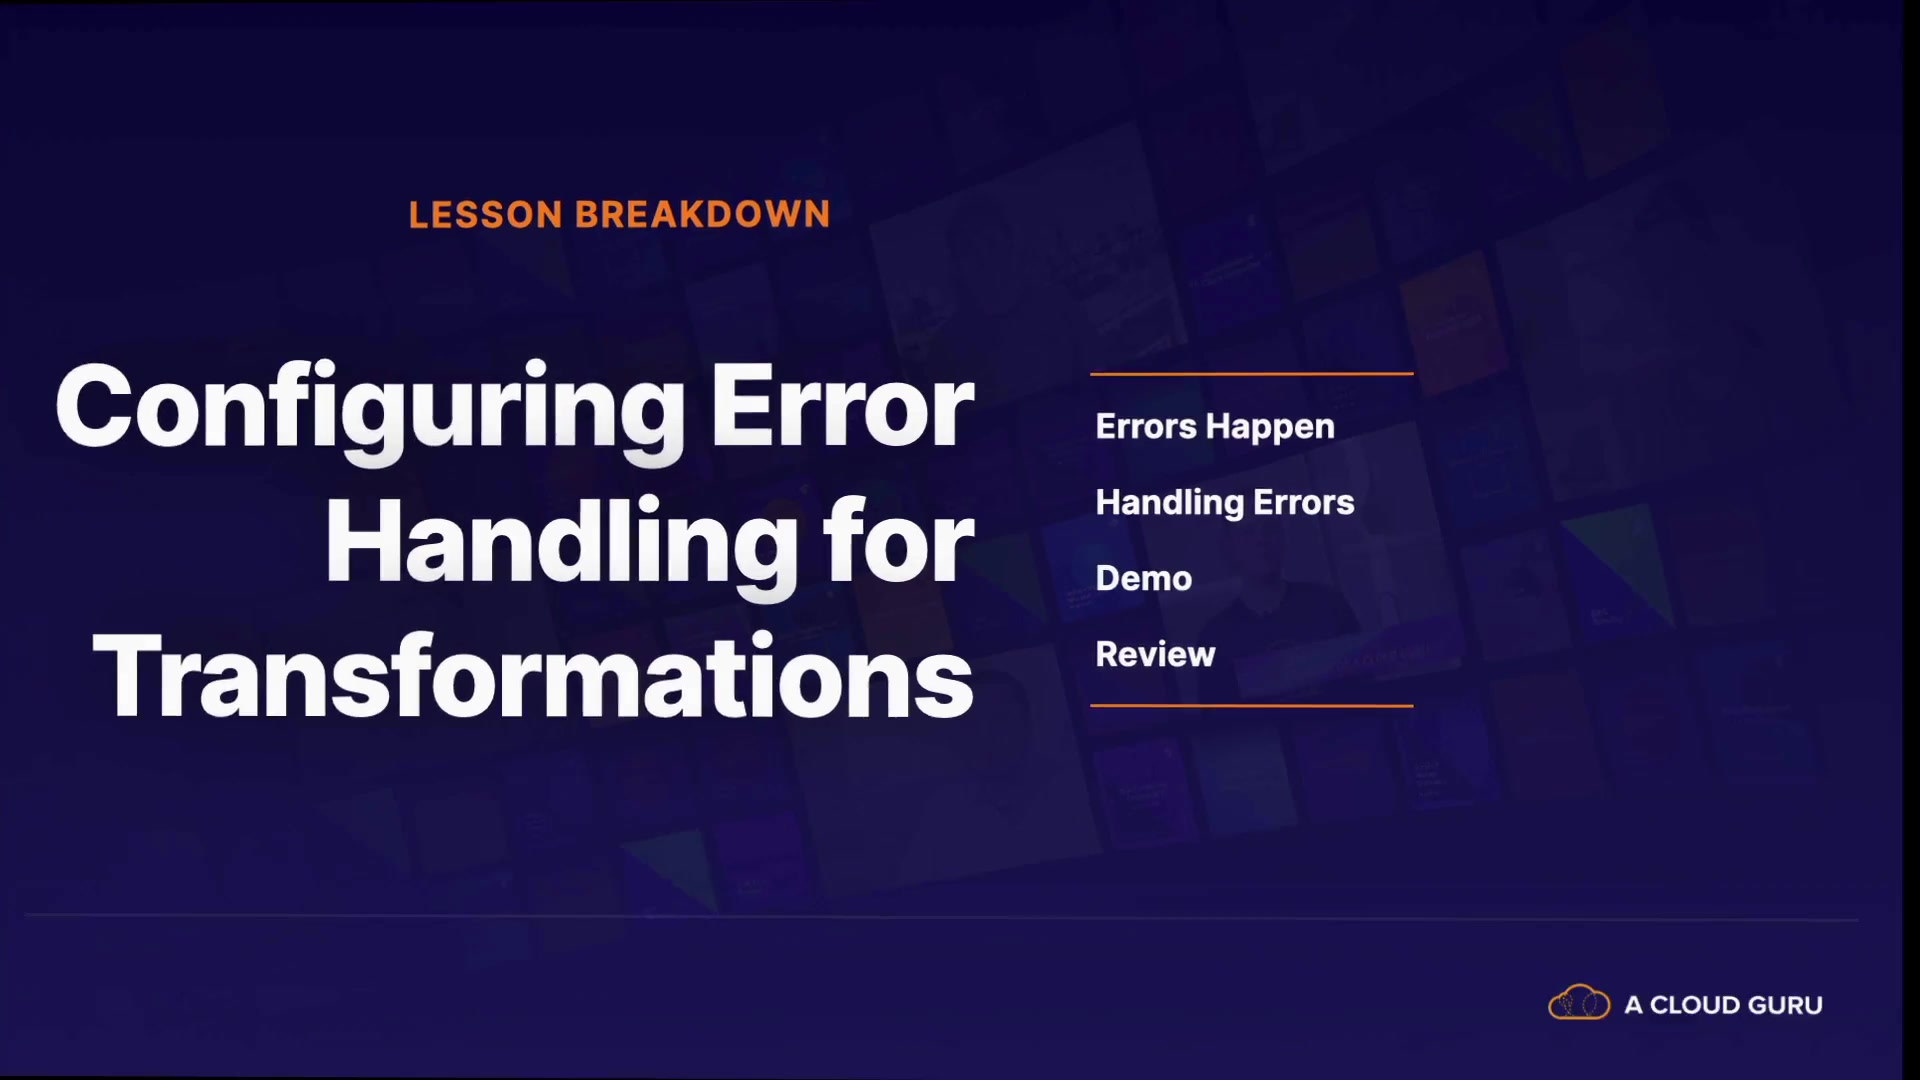 LESSON BREAKDOWN
Configuring Error
Handling for
Transformations
Errors Happen
Handling Errors
Demo
Review
A CLOUD GURU